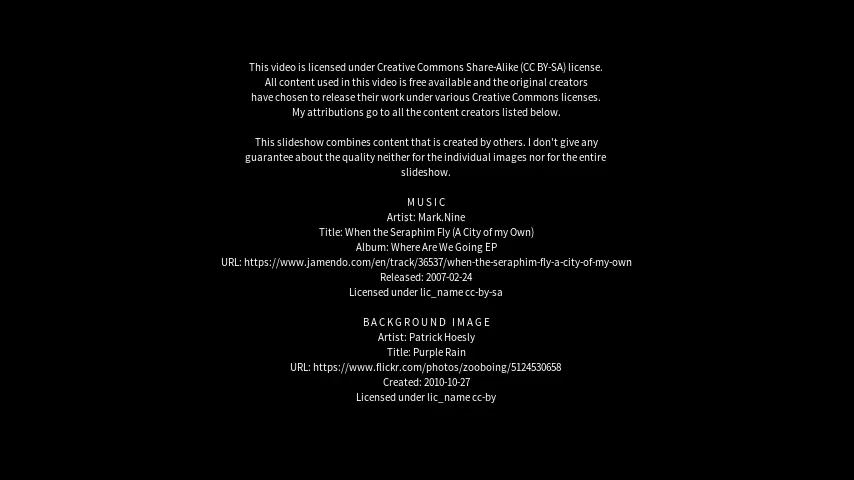 This video is licensed under Creative Commons Share-Alike (CC BY-SA) license.
All content used in this video is free available and the original creators
have chosen to release their work under various Creative Commons licenses.
My attributions go to all the content creators listed below.
This slideshow combines content that is created by others. I don't give any
guarantee about the quality neither for the individual images nor for the entire
slideshow.
MUSIC
Artist: Mark.Nine
Title: When the Seraphim Fly (A City of my Own)
Album: Where Are We Going EP
URL: https://www.jamendo.com/en/track/36537/when-the-seraphim-fly-a-city-of-my-own
Released: 2007-02-24
Licensed under lic_name cc-by-sa
BACKGROUND IMAGE
Artist: Patrick Hoesly
Title: Purple Rain
URL: https://www.flickr.com/photos/zooboing/5124530658
Created: 2010-10-27
Licensed under lic_name cc-by